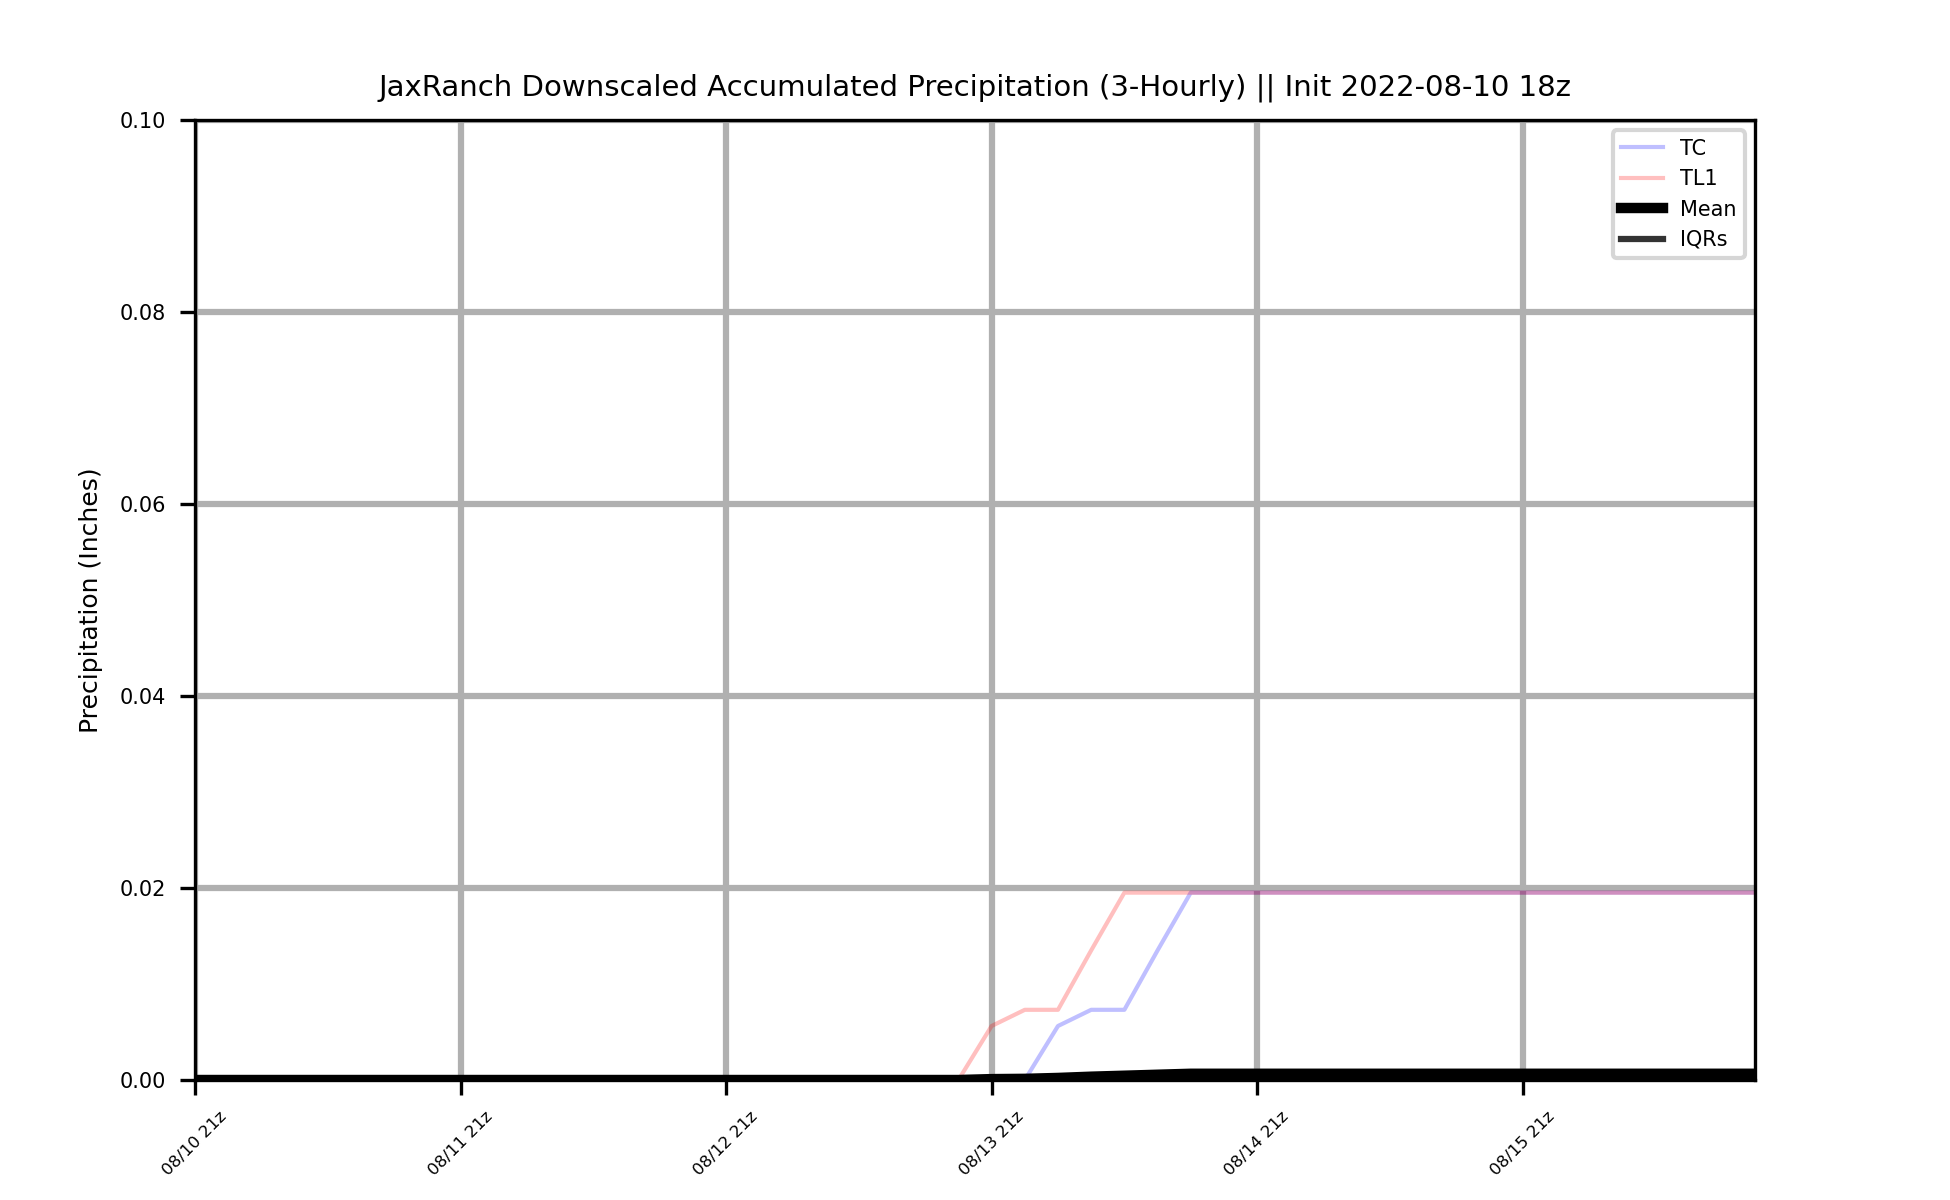 JaxRanch Downscaled Accumulated Precipitation (3-Hourly) || Init 2022-08-10 18z
TC
TL1
Mean
IQRs
Precipitation (Inches)
0.10
0.08
0.06
0.04
0.02
0.00
08/10 21z
08/11 21z
08/12 21z
08/13 21z
08/14 21z
08/15 21z